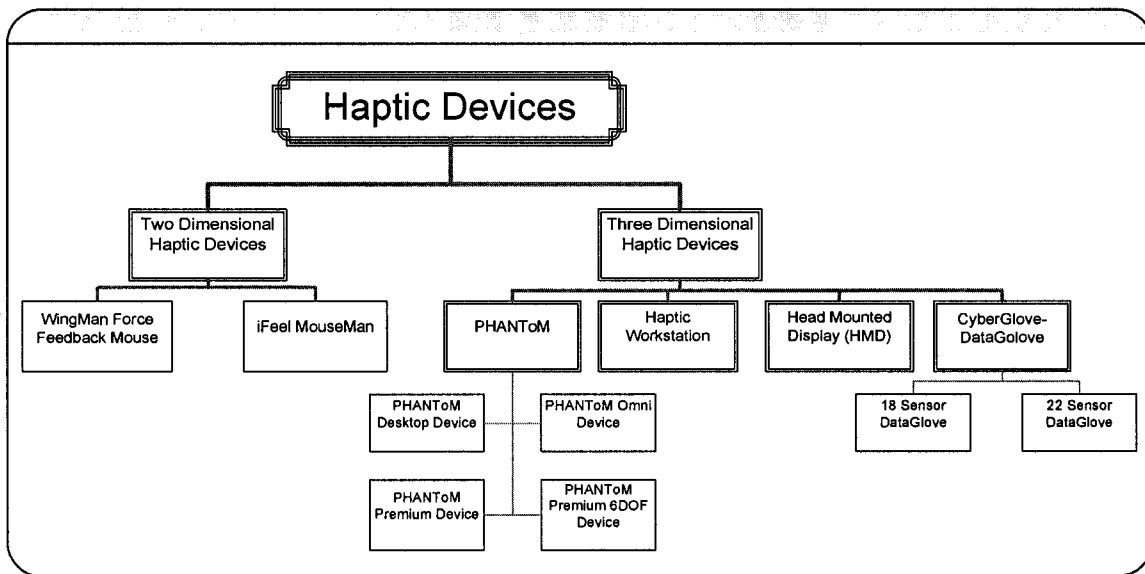 Haptic Devices
Two Dimensional
Haptic Devices
Three Dimensional
Haptic Devices
WingMan Force
Feedback Mouse
iFeel MouseMan
PHANToM
Haptic
Workstation
Head Mounted
Display (HMD)
CyberGlove-
DataGolove
PHANToM
Desktop Device
PHANToM Omni
Device
18 Sensor
DataGlove
22 Sensor
DataGlove
PHANToM
Premium Device
PHANToM
Premium 6DOF
Device